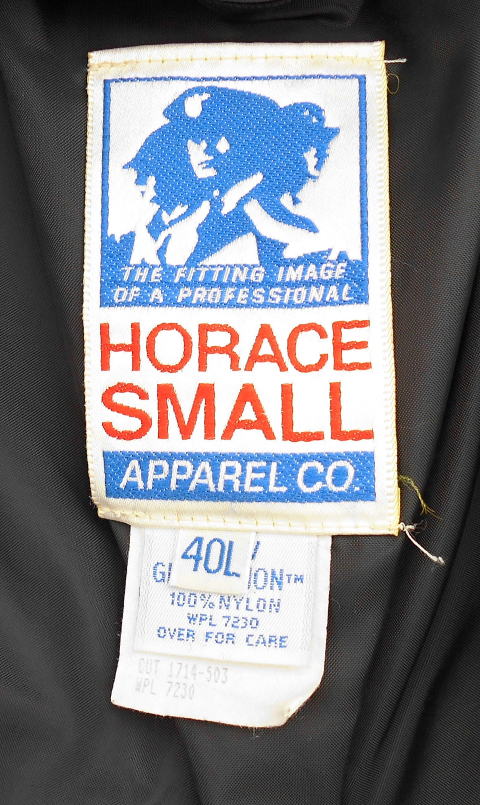 THE FITTING IMAGE
OF A PROFESSIONAL
HORACE
SMALL
APPAREL CO.
40L
100% NYLON
WPL 7230
OVER FOR CARE
CUT 1714-503
WPL 7230